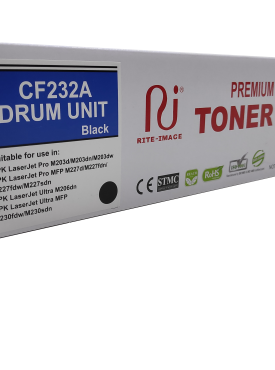 CF232A
DRUM UNIT
Black
itable for use in:
PK LaserJet Pro M203d/M203dn/M203dw
PK LaserJet Pro MFP M227d/M227fdn/
227fdw/M227sdn
PK LaserJet Ultra M206dn
PK LaserJet Ultra MFP
230fdw/M230sdn
RITE-IMAGE
PREMIUM
TONER
CE
STMC
RoHS